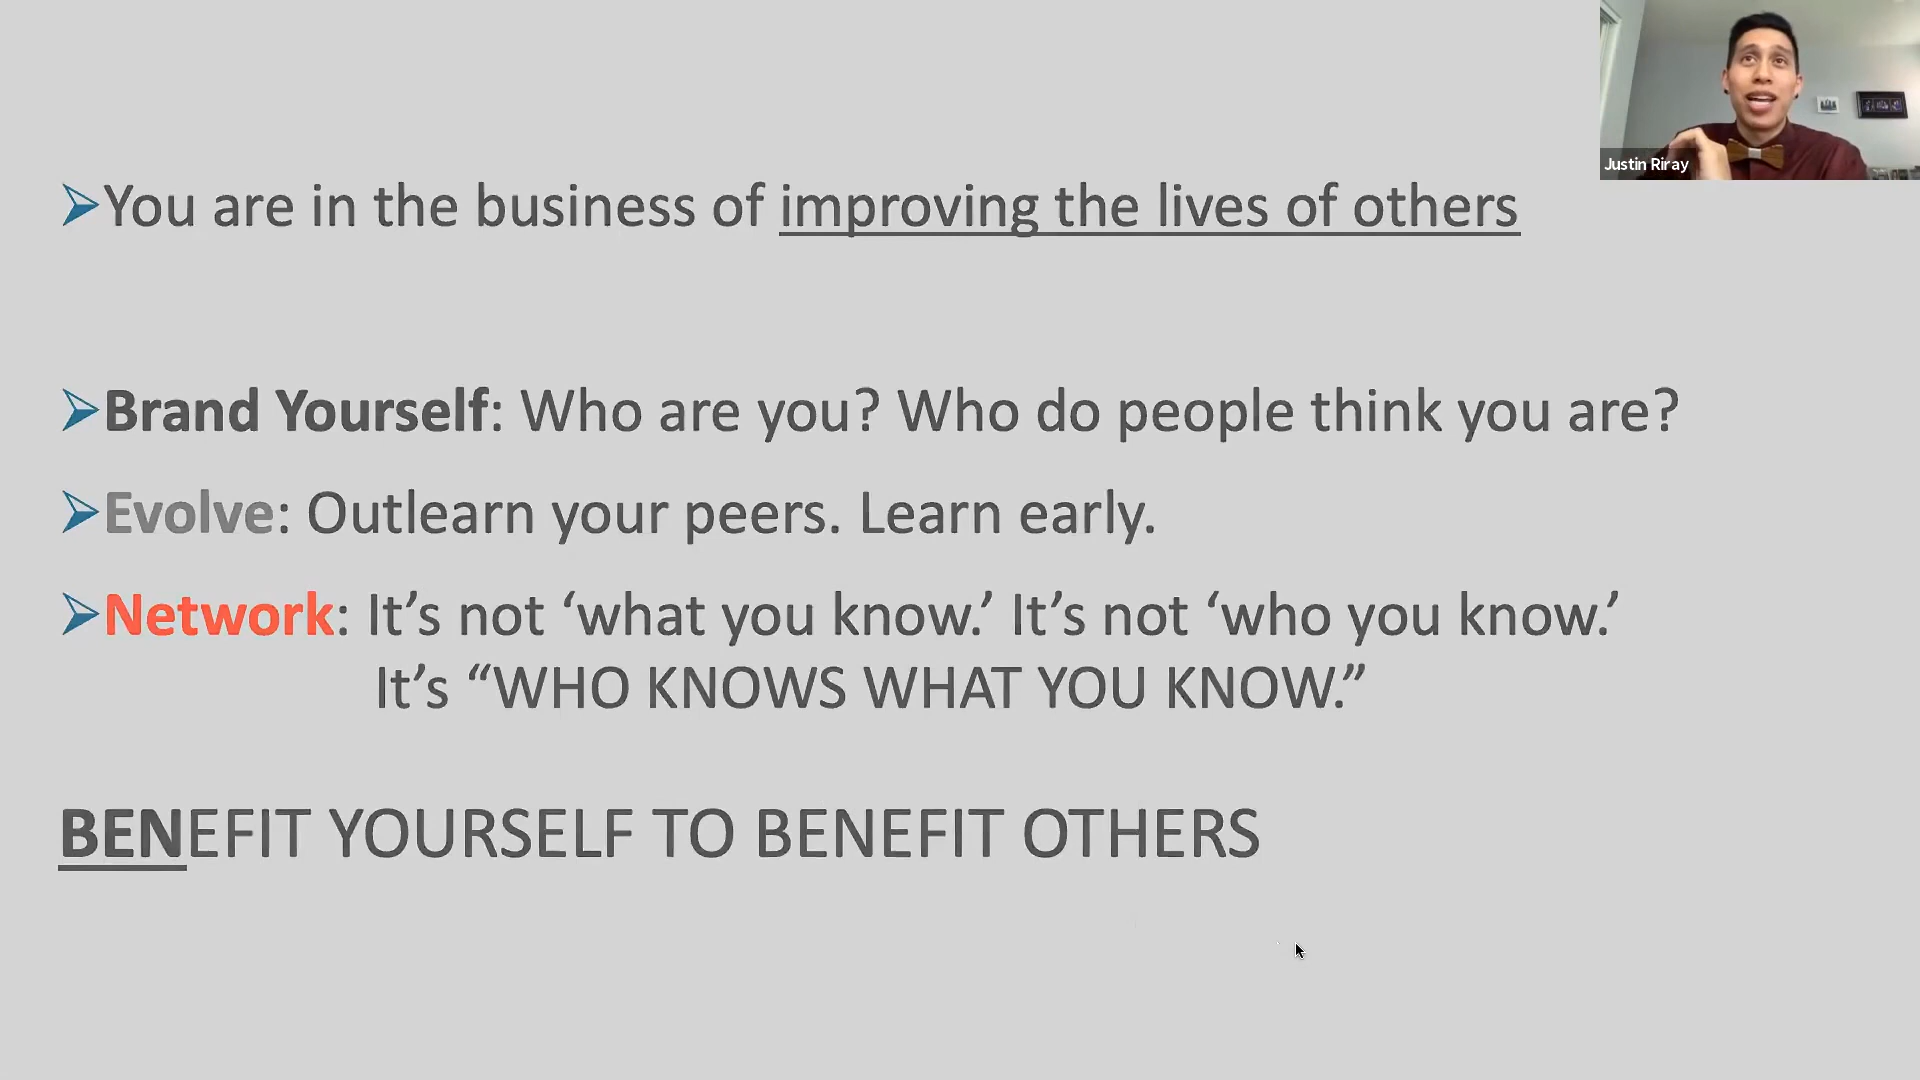 Justin Riray
➢You are in the business of improving the lives of others
➢Brand Yourself: Who are you? Who do people think you are?
➢Evolve: Outlearn your peers. Learn early.
➢Network: It’s not ‘what you know.’ It’s not ‘who you know.’
It’s “WHO KNOWS WHAT YOU KNOW.”
BENEFIT YOURSELF TO BENEFIT OTHERS